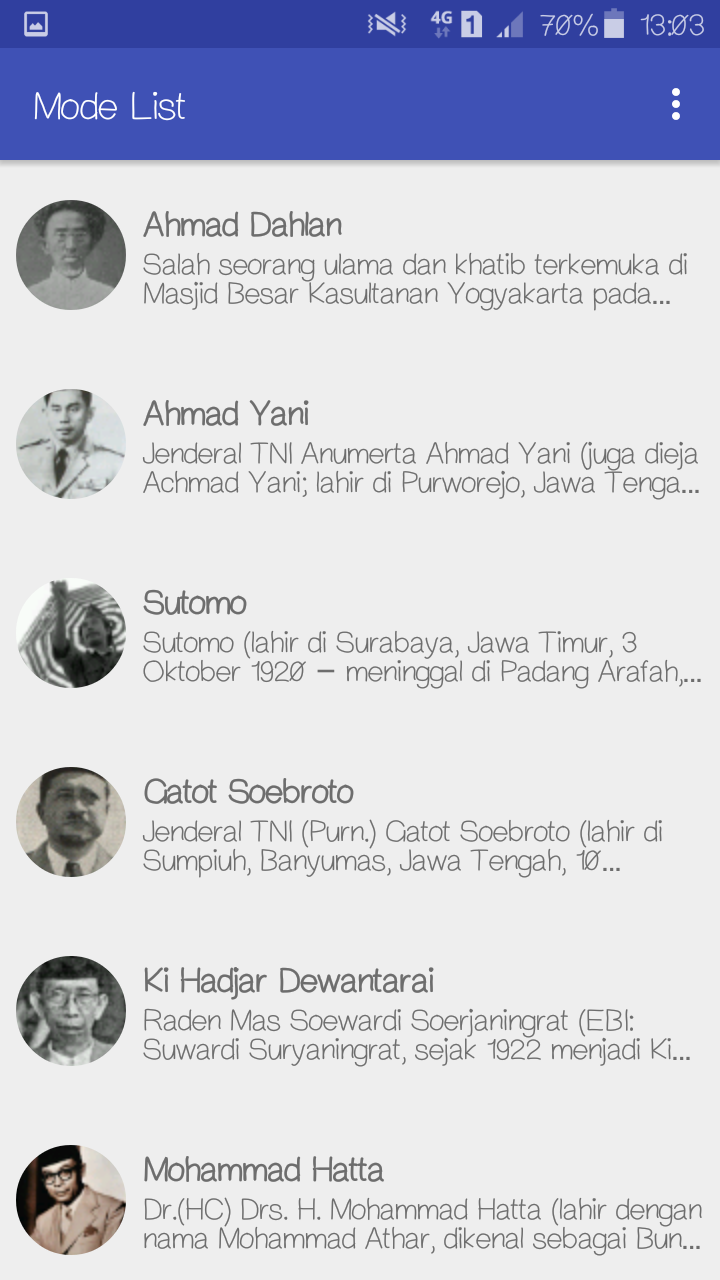 4G 1 70% 13:03
Mode List
Ahmad Dahlan
Salah seorang ulama dan khatib terkemuka di
Masjid Besar Kasultanan Yogyakarta pada...
Ahmad Yani
Jenderal TNI Anumerta Ahmad Yani (juga dieja
Achmad Yani; lahir di Purworejo, Jawa Tenga...
Sutomo
Sutomo (lahir di Surabaya, Jawa Timur, 3
Oktober 1920 – meninggal di Padang Arafah,...
Gatot Soebroto
Jenderal TNI (Purn.) Gatot Soebroto (lahir di
Sumpiuh, Banyumas, Jawa Tengah, 10...
Ki Hadjar Dewantarai
Raden Mas Soewardi Soerjaningrat (EBI:
Suwardi Suryaningrat, sejak 1922 menjadi Ki...
Mohammad Hatta
Dr.(HC) Drs. H. Mohammad Hatta (lahir dengan
nama Mohammad Athar, dikenal sebagai Bun...